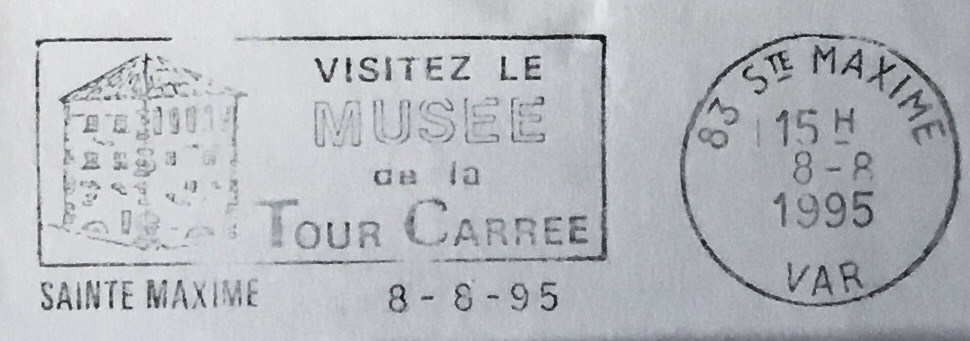 VISITEZ LE
MUSEE
de la
TOUR CARREE
SAINTE MAXIME 8-8-95
83 STE MAXIME
15 H
8-8
1995
VAR